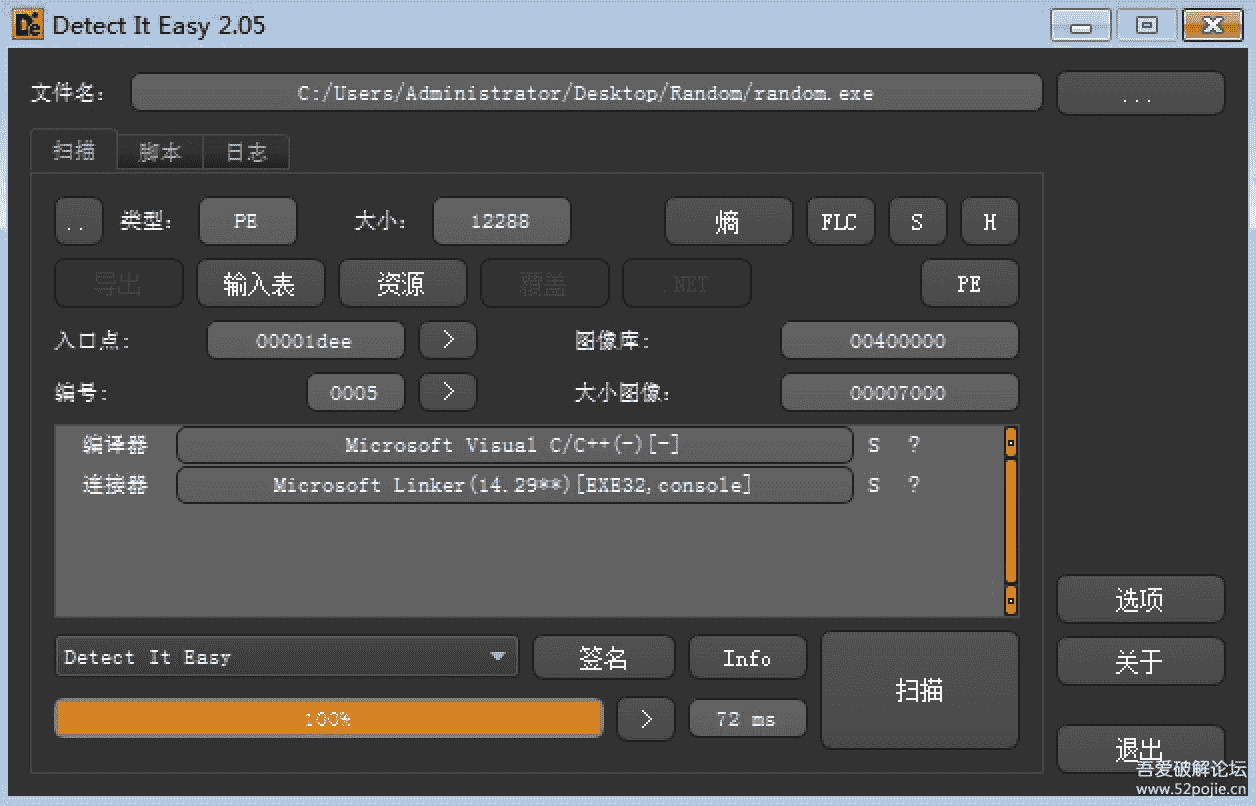 Detect It Easy 2.05
文件名: C:/Users/Administrator/Desktop/Random/random.exe ...
扫描 脚本 日志
.. 类型: PE 大小: 12288 熵 FLC S H
导出 输入表 资源 覆盖 .NET PE
入口点: 00001dee > 图像库: 00400000
编号: 0005 > 大小图像: 00007000
编译器 Microsoft Visual C/C++(-)[-] S ?
连接器 Microsoft Linker(14.29**)[EXE32,console] S ?
选项
Detect It Easy 签名 Info 扫描 关于
100% > 72 ms
退出
吾爱破解论坛
www.52pojie.cn